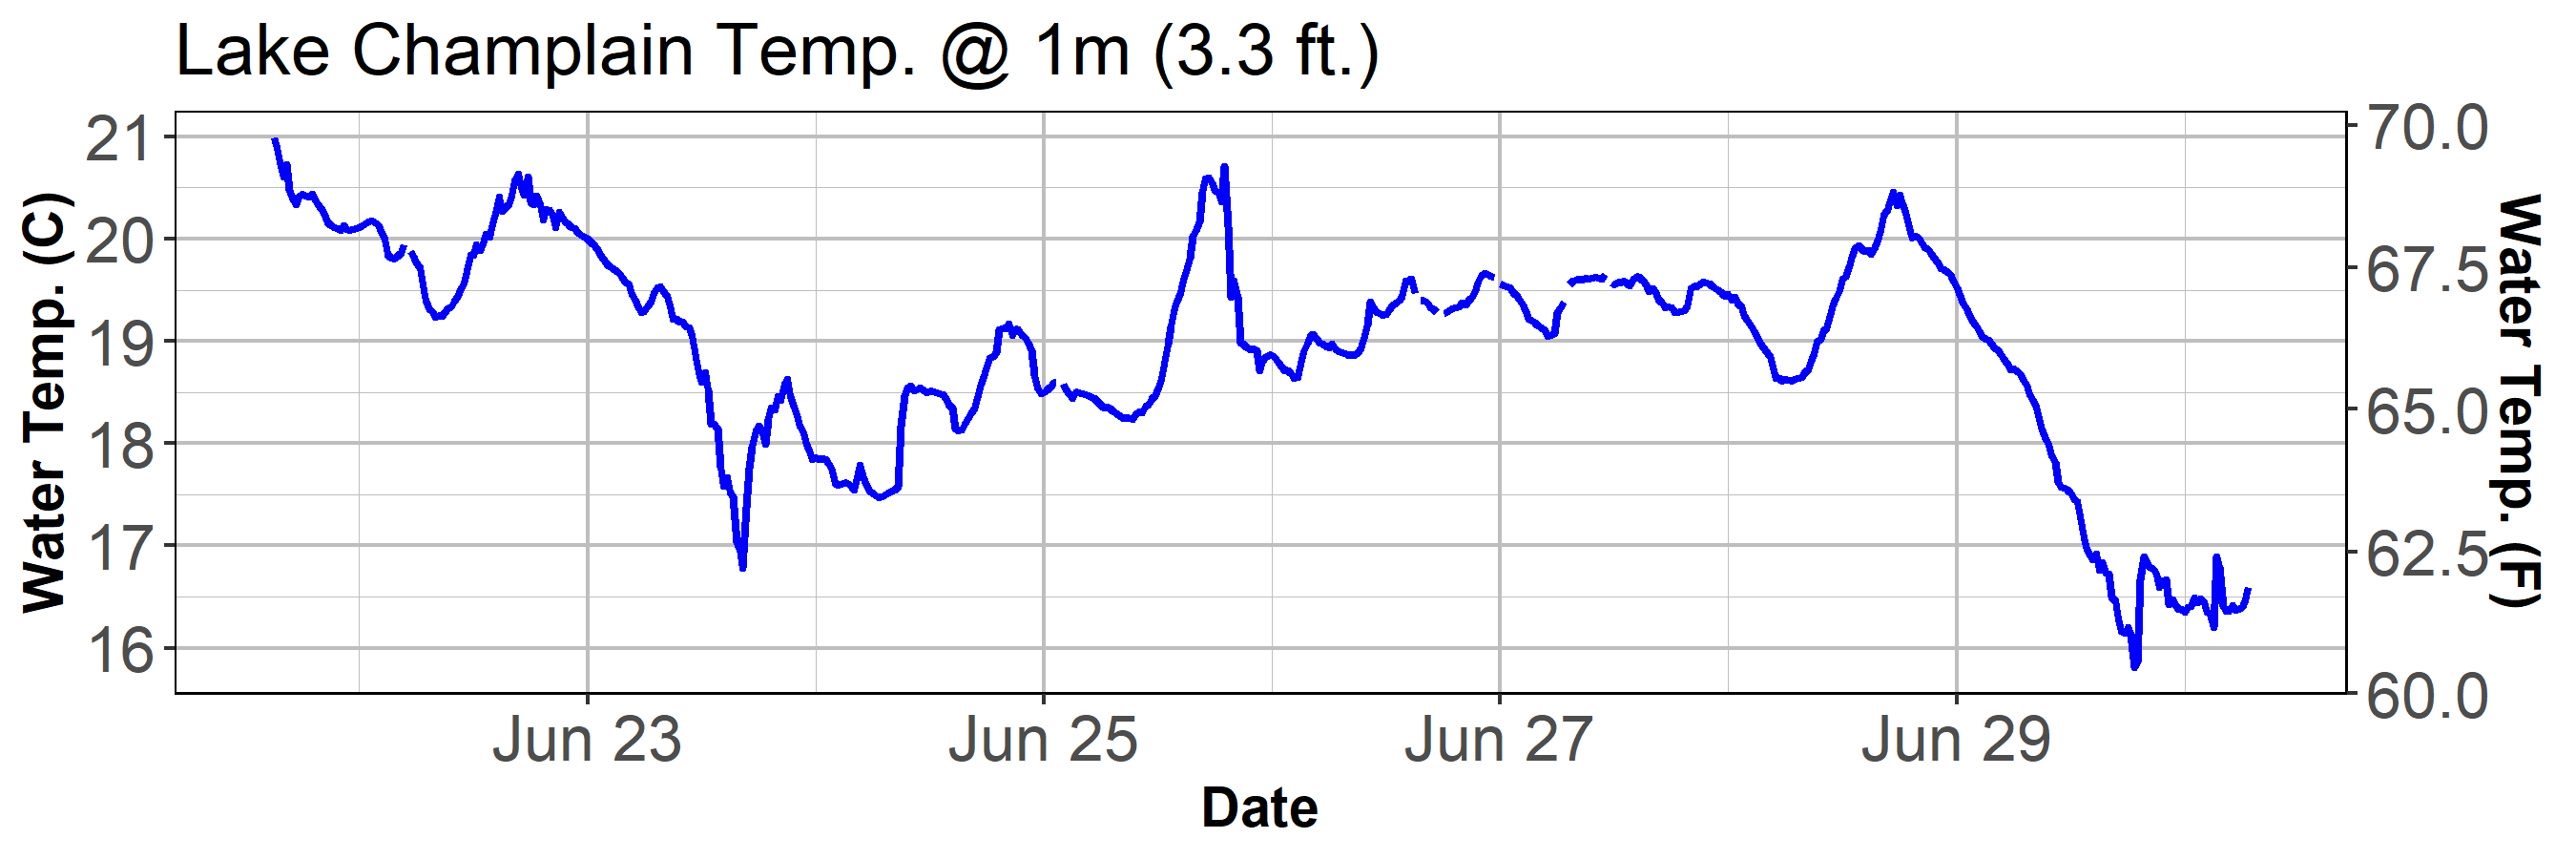 Lake Champlain Temp. @ 1m (3.3 ft.)
Water Temp. (C)
21
20
19
18
17
16
70.0
67.5
65.0
62.5
60.0
Water Temp. (F)
Jun 23 Jun 25 Jun 27 Jun 29
Date